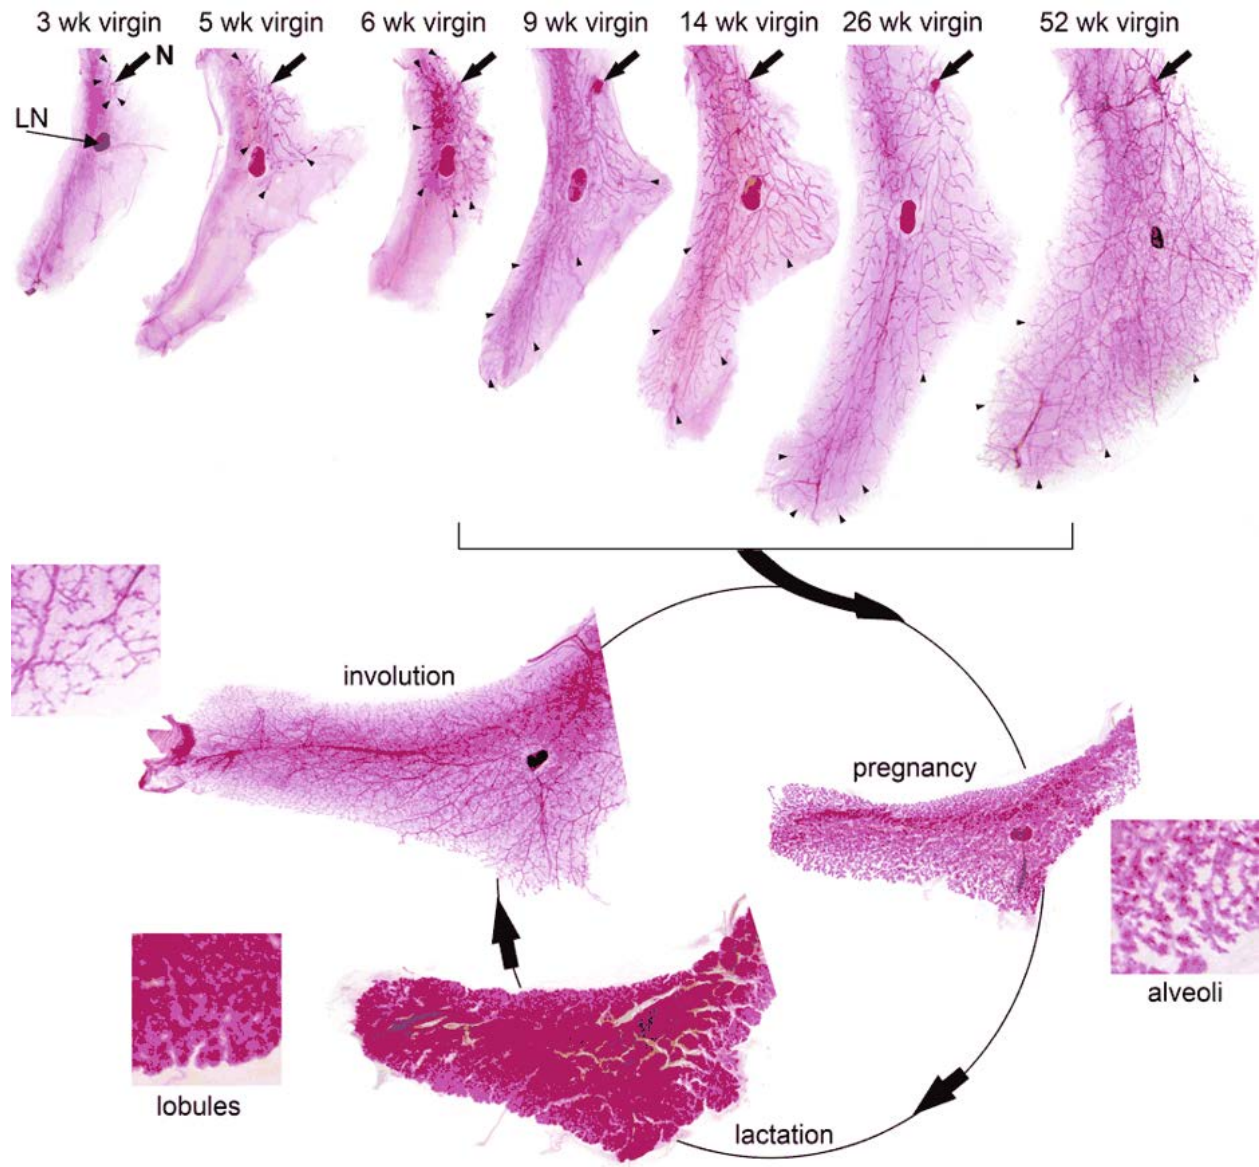 3 wk virgin 5 wk virgin 6 wk virgin 9 wk virgin 14 wk virgin 26 wk virgin 52 wk virgin
N
LN
involution
pregnancy
alveoli
lobules
lactation